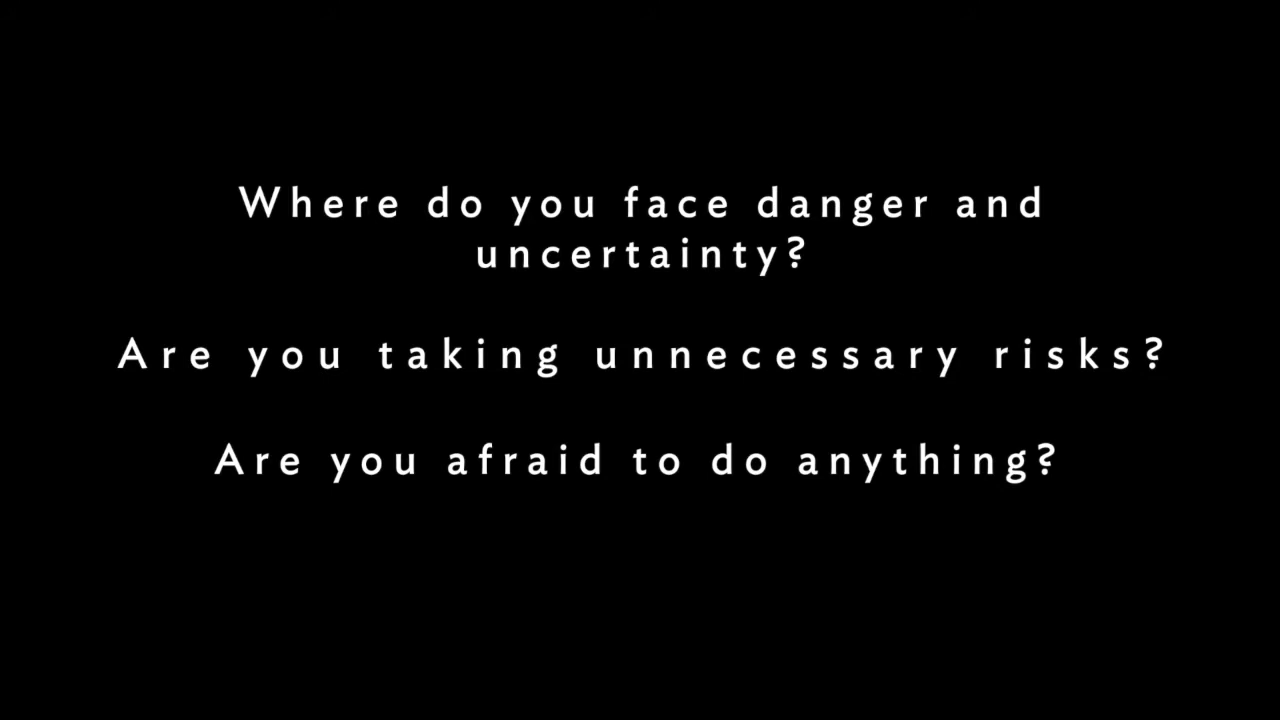 Where do you face danger and
uncertainty?
Are you taking unnecessary risks?
Are you afraid to do anything?